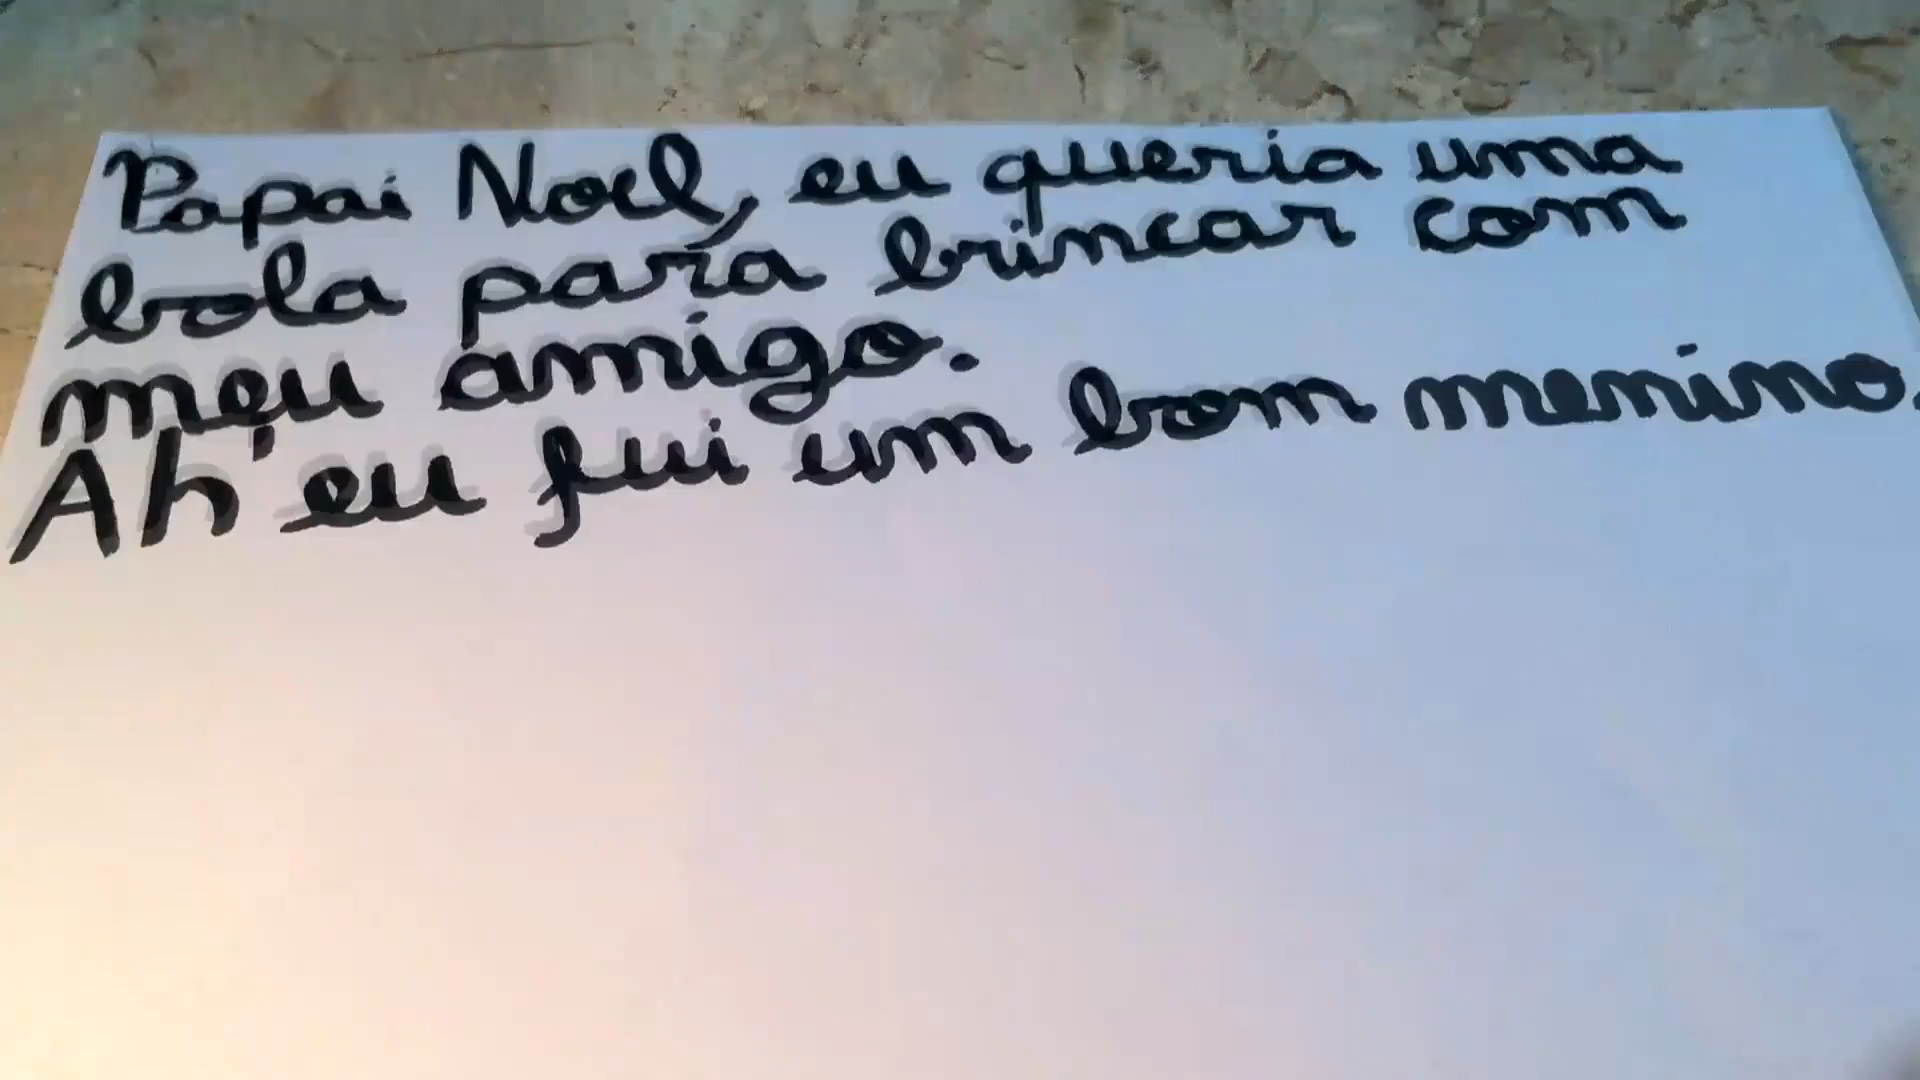 Papai Noel, eu queria uma
bola para brincar com
meu amigo.
Ah eu fui um bom menino.